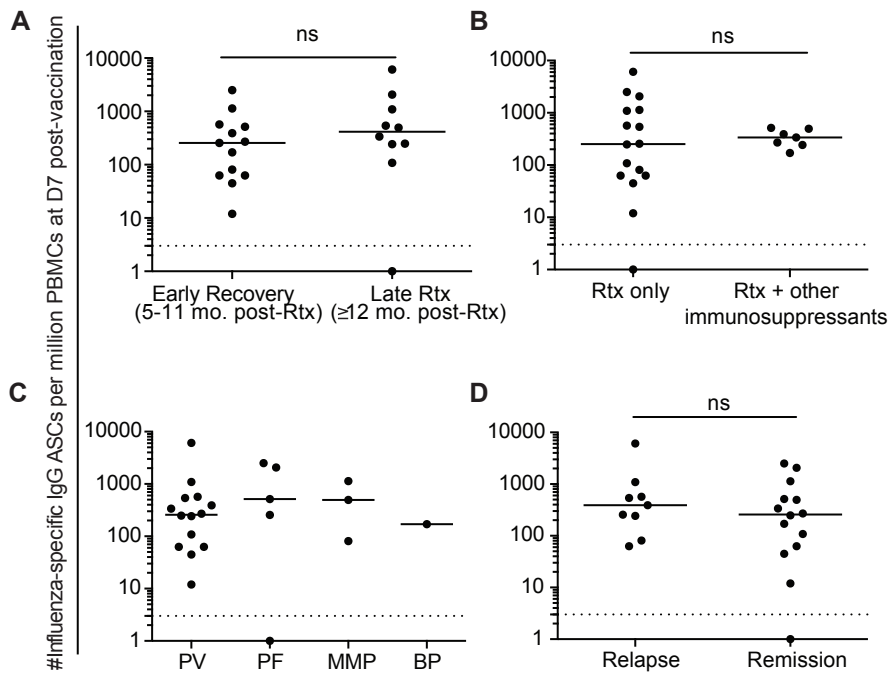 #Influenza-specific IgG ASCs per million PBMCs at D7 post-vaccination
A
ns
10000
1000
100
10
1
Early Recovery
(5-11 mo. post-Rtx)
Late Rtx
(≥12 mo. post-Rtx)
B
ns
10000
1000
100
10
1
Rtx only
Rtx + other
immunosuppressants
C
10000
1000
100
10
1
PV PF MMP BP
D
ns
10000
1000
100
10
1
Relapse Remission